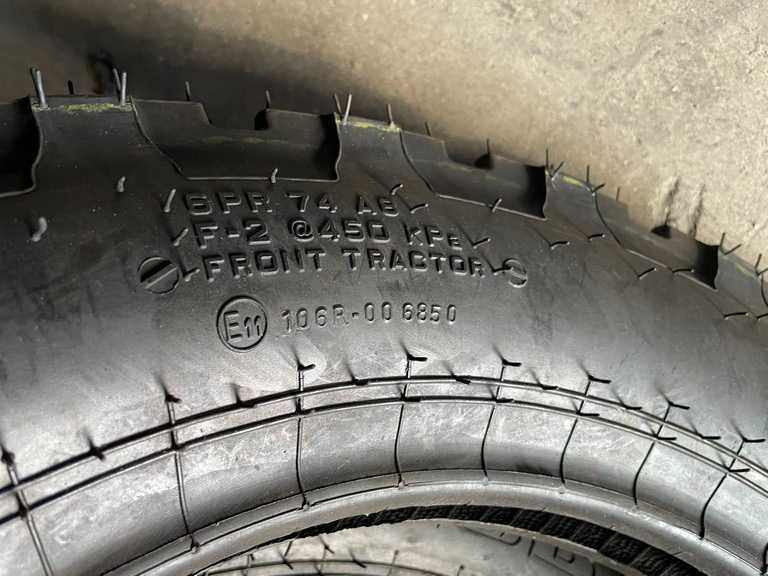 6PR 74 A8
F-2 @450 KPa
FRONT TRACTOR
E11 106R-006850